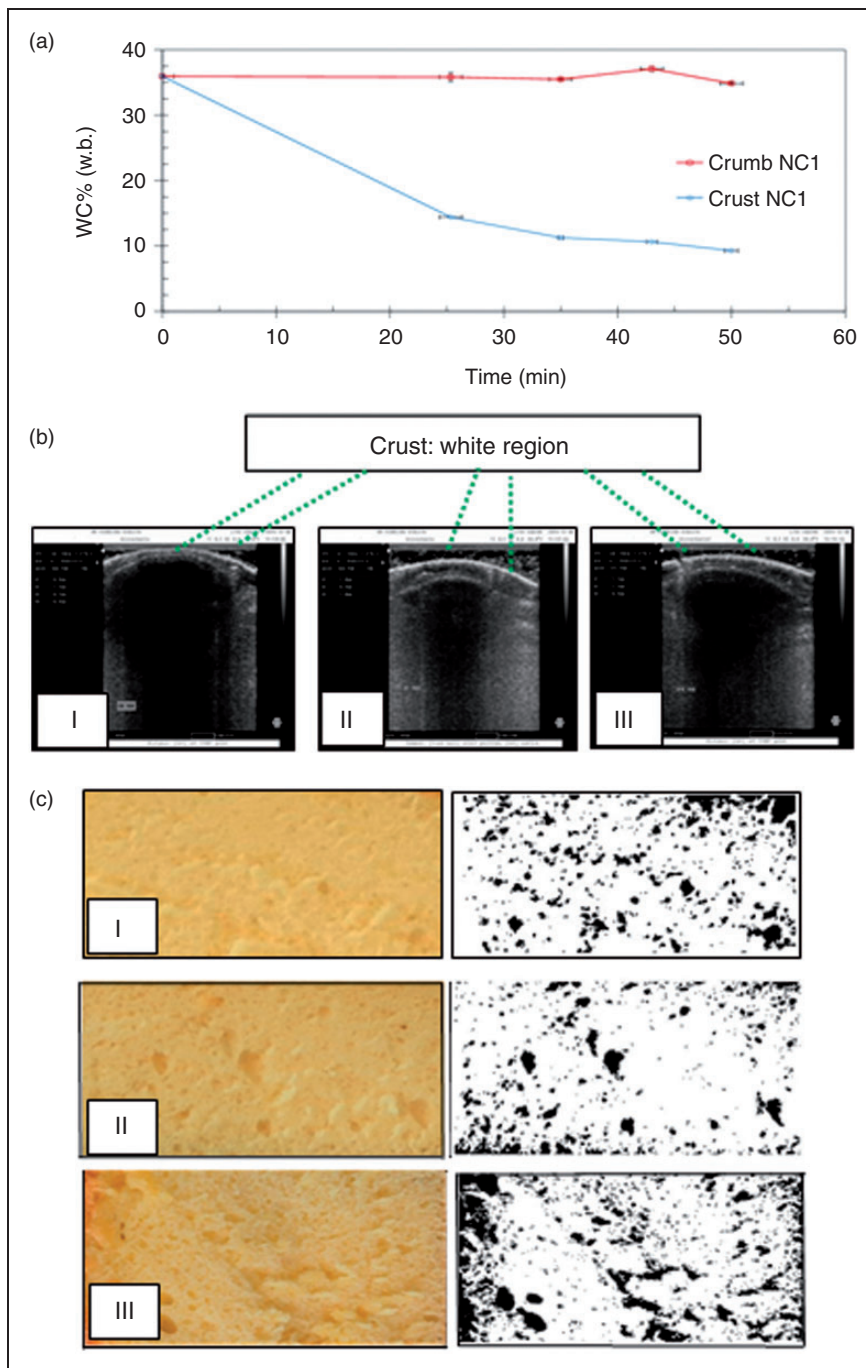 (a)
40
30
20
10
0
WC% (w.b.)
Crumb NC1
Crust NC1
0 10 20 30 40 50 60
Time (min)
(b)
Crust: white region
I II III
(c)
I
II
III